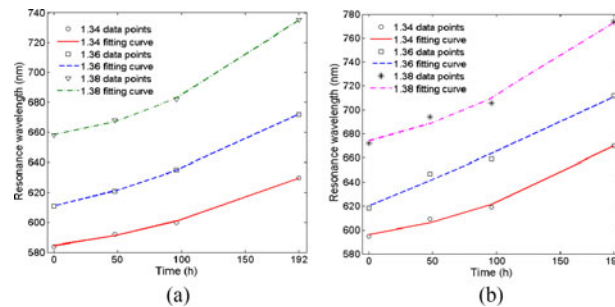 (a)
740
720
700
680
660
640
620
600
580
Resonance wavelength (nm)
1.34 data points
1.34 fitting curve
1.36 data points
1.36 fitting curve
1.38 data points
1.38 fitting curve
0 50 100 150 192
Time (h)
(a)
(b)
780
760
740
720
700
680
660
640
620
600
580
Resonance wavelength (nm)
1.34 data points
1.34 fitting curve
1.36 data points
1.36 fitting curve
1.38 data points
1.38 fitting curve
0 50 100 150
Time (h)
(b)